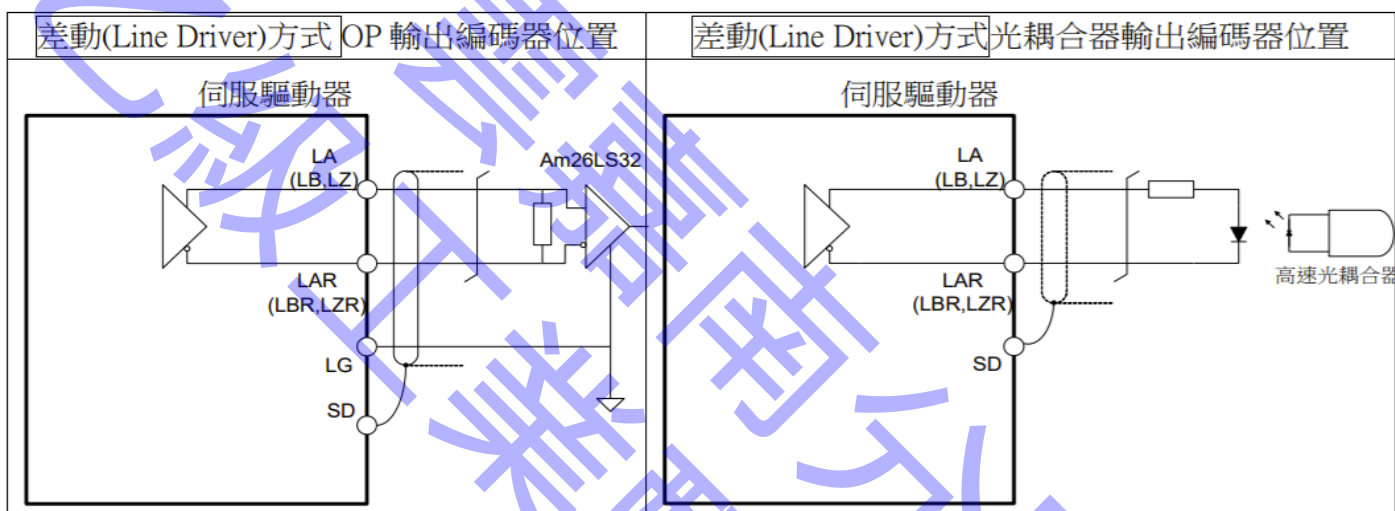 差動(Line Driver)方式 OP 輸出編碼器位置
伺服驅動器
LA
(LB,LZ)
Am26LS32
LAR
(LBR,LZR)
LG
SD
差動(Line Driver)方式光耦合器輸出編碼器位置
伺服驅動器
LA
(LB,LZ)
高速光耦合器
LAR
(LBR,LZR)
SD